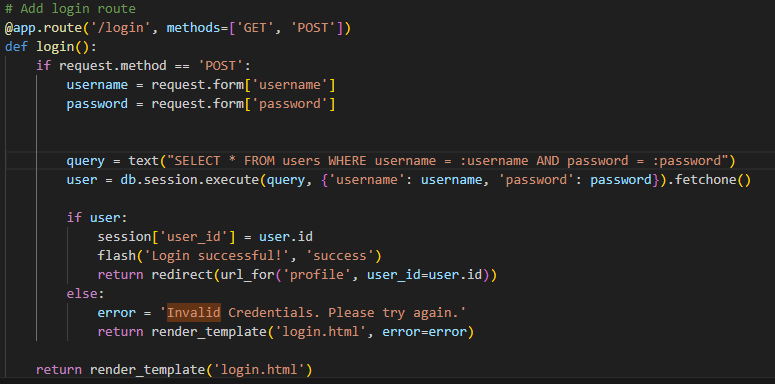 # Add login route
@app.route('/login', methods=['GET', 'POST'])
def login():
    if request.method == 'POST':
        username = request.form['username']
        password = request.form['password']
        query = text("SELECT * FROM users WHERE username = :username AND password = :password")
        user = db.session.execute(query, {'username': username, 'password': password}).fetchone()
        if user:
            session['user_id'] = user.id
            flash('Login successful!', 'success')
            return redirect(url_for('profile', user_id=user.id))
        else:
            error = 'Invalid Credentials. Please try again.'
            return render_template('login.html', error=error)
    return render_template('login.html')